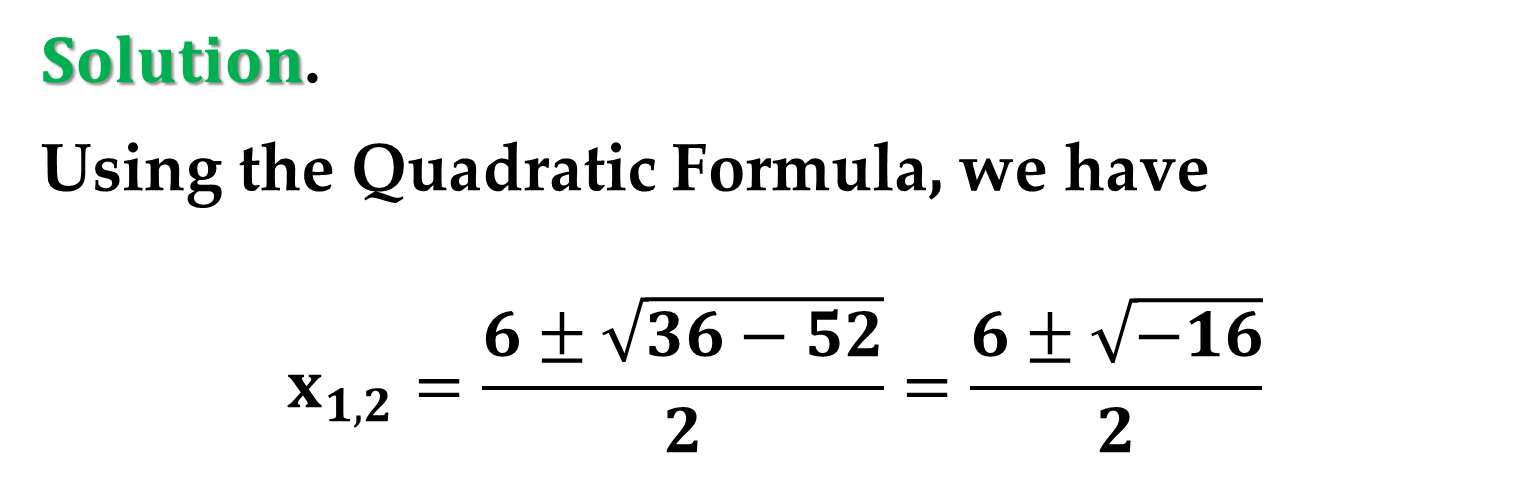 Solution.
Using the Quadratic Formula, we have
x₁,₂ = (6 ± √(36 − 52))/2 = (6 ± √(−16))/2